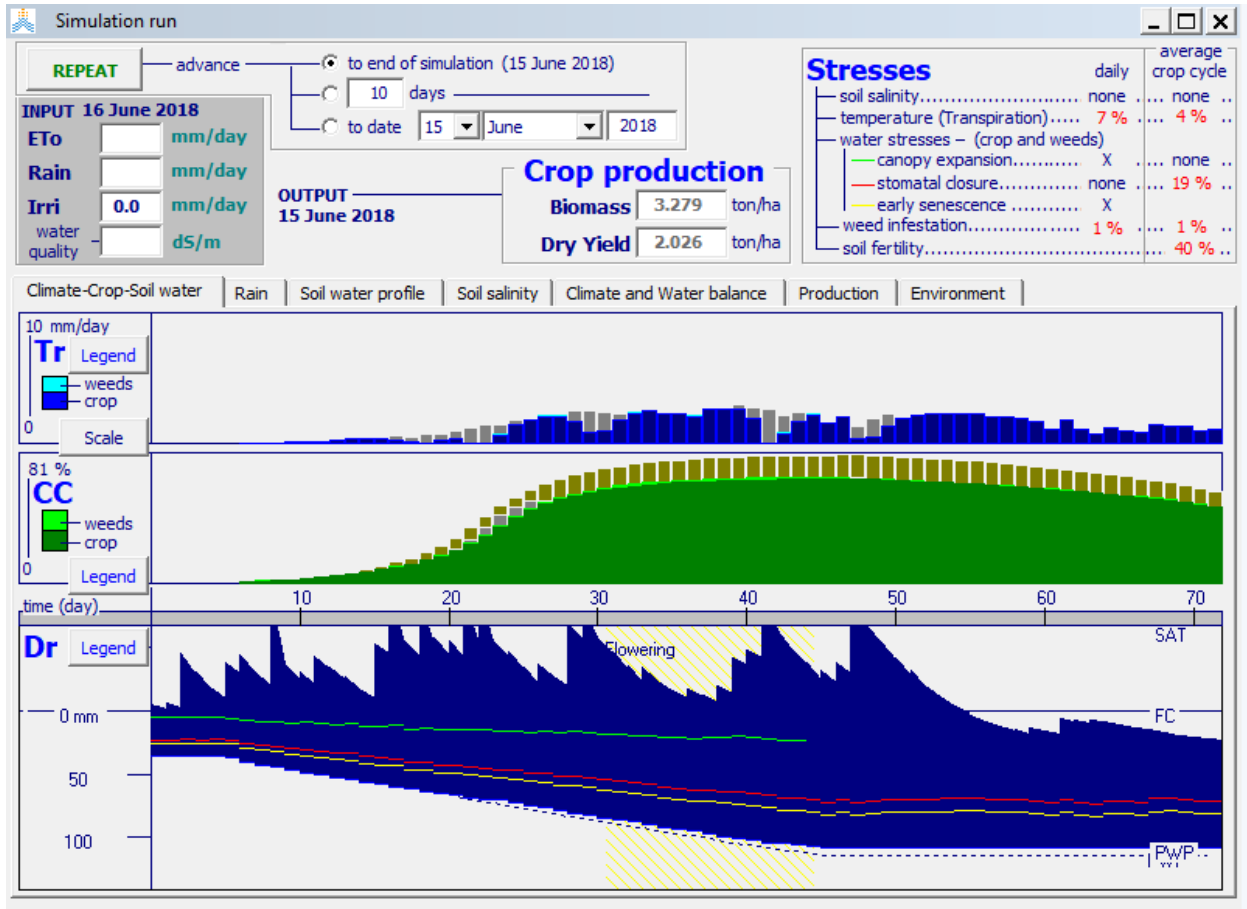 Simulation run
REPEAT
advance
to end of simulation (15 June 2018)
10 days
to date 15 June 2018
INPUT 16 June 2018
ETo mm/day
Rain mm/day
Irri 0.0 mm/day
water quality dS/m
OUTPUT
15 June 2018
Crop production
Biomass 3.279 ton/ha
Dry Yield 2.026 ton/ha
Stresses daily average crop cycle
soil salinity........................ none ..... none ..
temperature (Transpiration)..... 7 % ..... 4 % ..
water stresses – (crop and weeds)
canopy expansion............ X ..... none ..
stomatal closure............... none ..... 19 % ..
early senescence ............ X
weed infestation................. 1 % ..... 1 % ..
soil fertility............................................ 40 % ..
Climate-Crop-Soil water Rain Soil water profile Soil salinity Climate and Water balance Production Environment
10 mm/day
Tr Legend
weeds
crop
0
Scale
81 %
CC
weeds
crop
0
Legend
time (day) 10 20 30 40 50 60 70
Dr Legend
Flowering
SAT
0 mm
FC
50
100
PWP